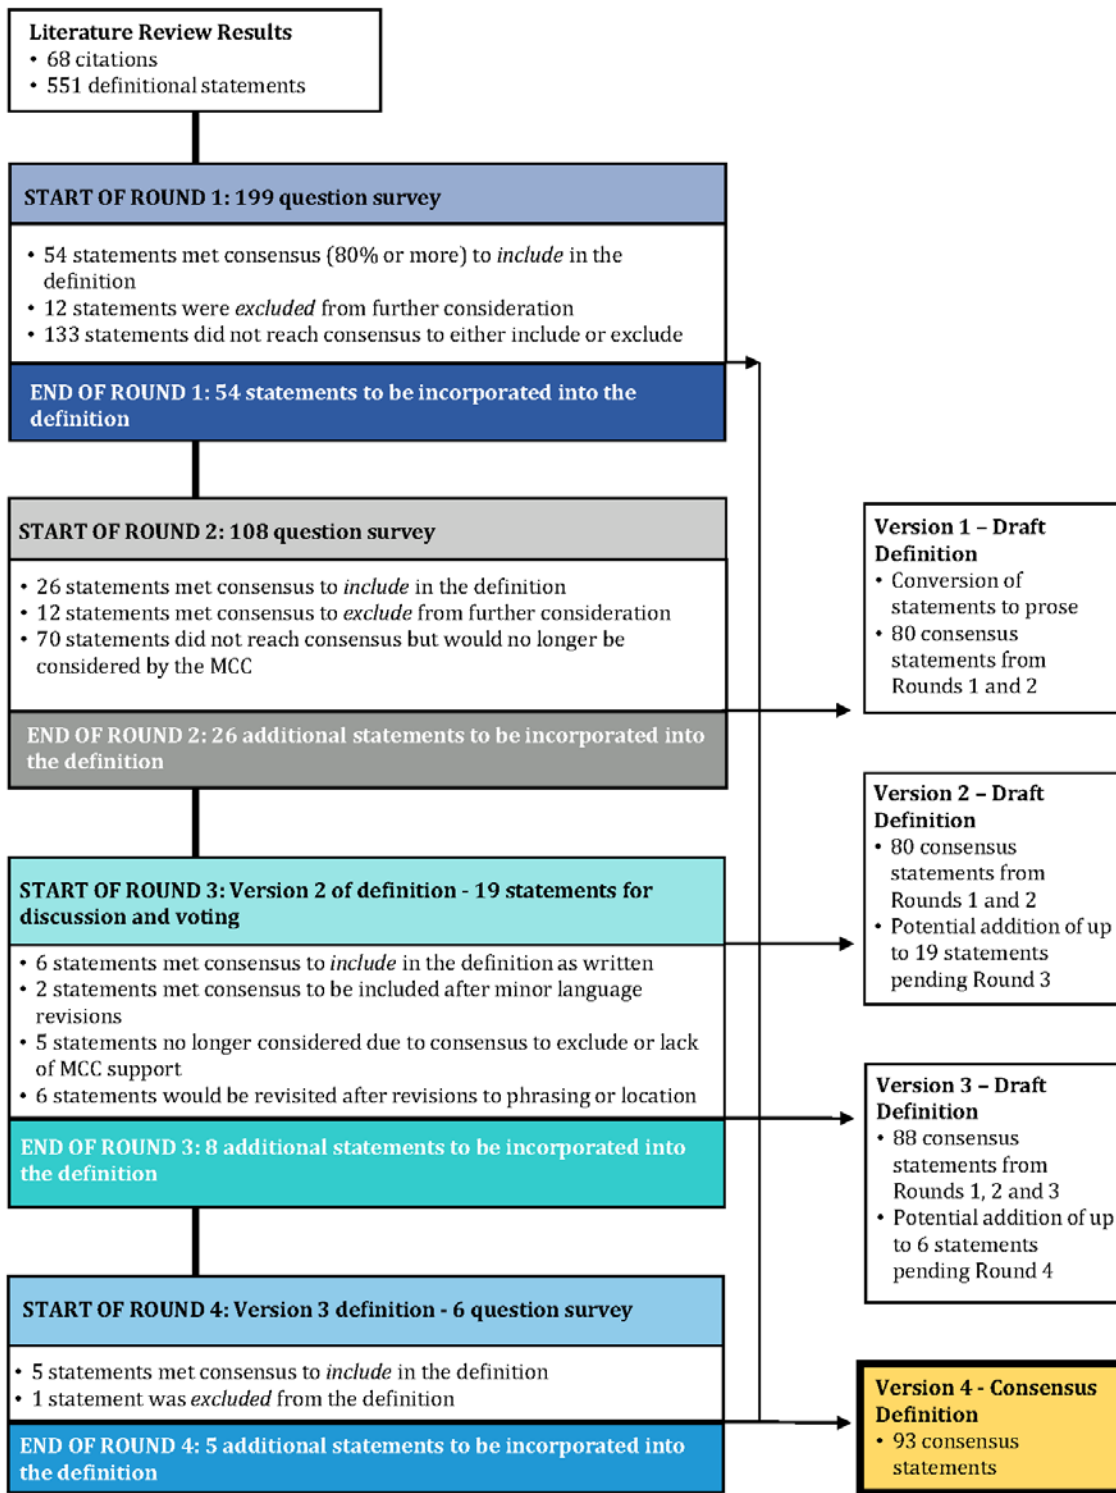 Literature Review Results
• 68 citations
• 551 definitional statements
START OF ROUND 1: 199 question survey
• 54 statements met consensus (80% or more) to include in the
definition
• 12 statements were excluded from further consideration
• 133 statements did not reach consensus to either include or exclude
END OF ROUND 1: 54 statements to be incorporated into the
definition
START OF ROUND 2: 108 question survey
• 26 statements met consensus to include in the definition
• 12 statements met consensus to exclude from further consideration
• 70 statements did not reach consensus but would no longer be
considered by the MCC
END OF ROUND 2: 26 additional statements to be incorporated into
the definition
Version 1 – Draft
Definition
• Conversion of
statements to prose
• 80 consensus
statements from
Rounds 1 and 2
Version 2 – Draft
Definition
• 80 consensus
statements from
Rounds 1 and 2
• Potential addition of up
to 19 statements
pending Round 3
START OF ROUND 3: Version 2 of definition - 19 statements for
discussion and voting
• 6 statements met consensus to include in the definition as written
• 2 statements met consensus to be included after minor language
revisions
• 5 statements no longer considered due to consensus to exclude or lack
of MCC support
• 6 statements would be revisited after revisions to phrasing or location
END OF ROUND 3: 8 additional statements to be incorporated into
the definition
Version 3 – Draft
Definition
• 88 consensus
statements from
Rounds 1, 2 and 3
• Potential addition of up
to 6 statements
pending Round 4
START OF ROUND 4: Version 3 definition - 6 question survey
• 5 statements met consensus to include in the definition
• 1 statement was excluded from the definition
END OF ROUND 4: 5 additional statements to be incorporated into
the definition
Version 4 - Consensus
Definition
• 93 consensus
statements